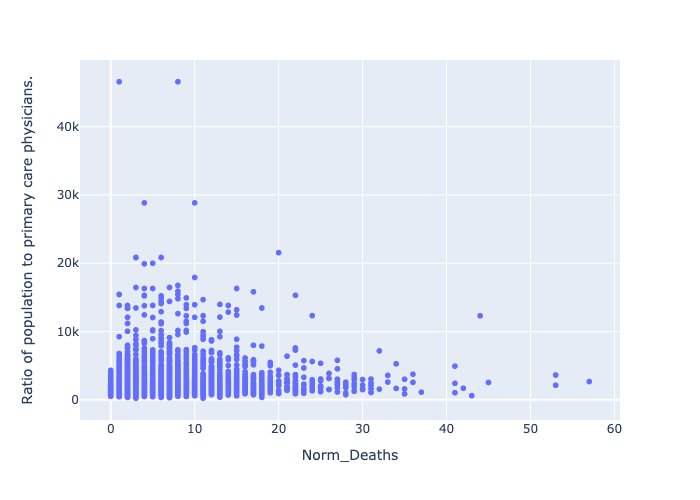 Ratio of population to primary care physicians.
40k
30k
20k
10k
0
0 10 20 30 40 50 60
Norm_Deaths